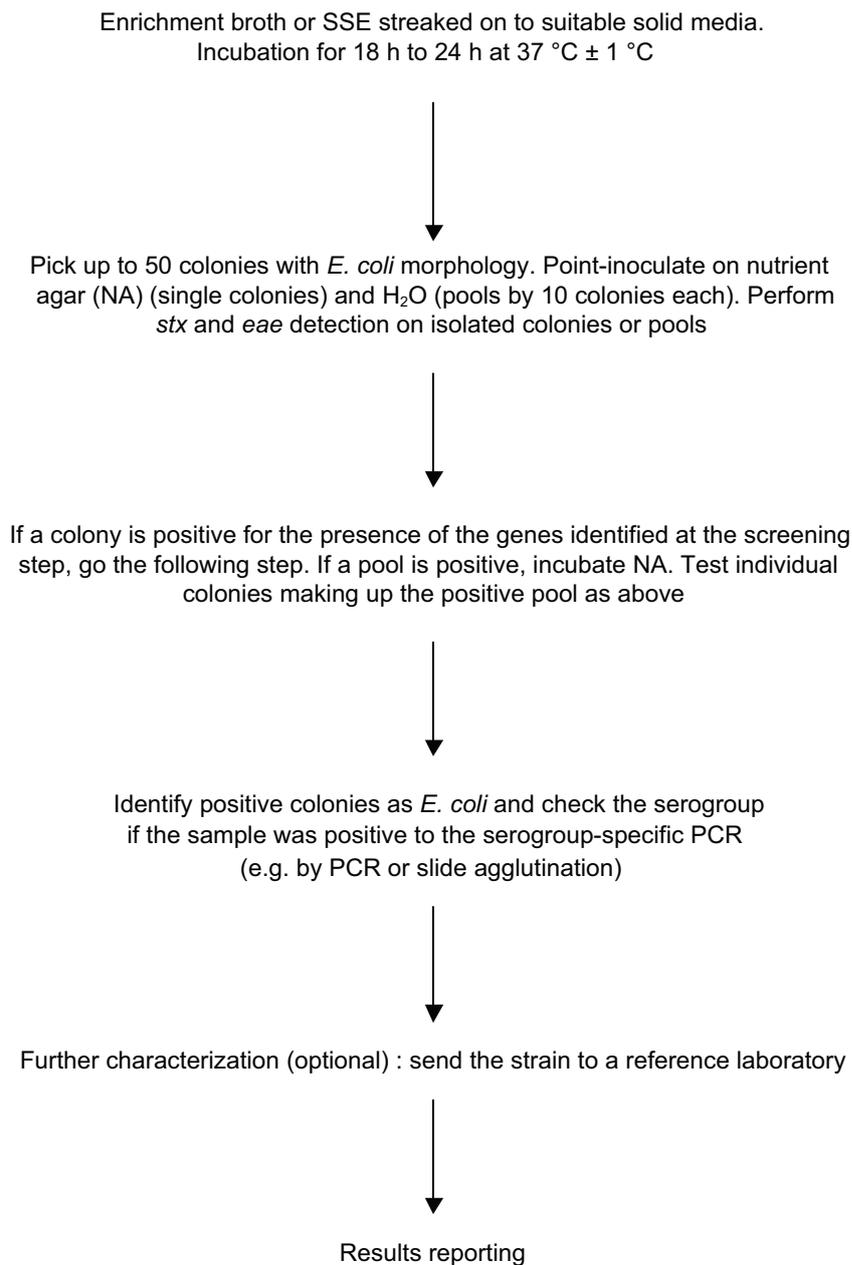 Enrichment broth or SSE streaked on to suitable solid media.
Incubation for 18 h to 24 h at 37 °C ± 1 °C
Pick up to 50 colonies with E. coli morphology. Point-inoculate on nutrient
agar (NA) (single colonies) and H₂O (pools by 10 colonies each). Perform
stx and eae detection on isolated colonies or pools
If a colony is positive for the presence of the genes identified at the screening
step, go the following step. If a pool is positive, incubate NA. Test individual
colonies making up the positive pool as above
Identify positive colonies as E. coli and check the serogroup
if the sample was positive to the serogroup-specific PCR
(e.g. by PCR or slide agglutination)
Further characterization (optional) : send the strain to a reference laboratory
Results reporting